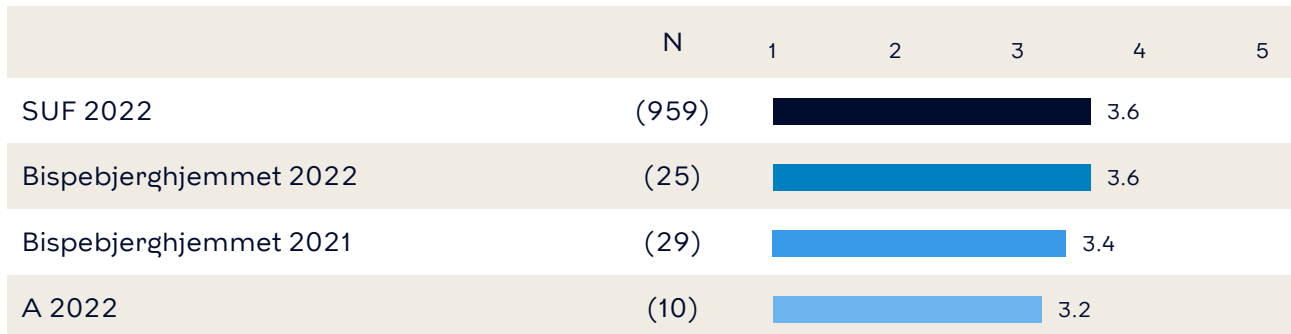 N 1 2 3 4 5
SUF 2022 (959) 3.6
Bispebjerghjemmet 2022 (25) 3.6
Bispebjerghjemmet 2021 (29) 3.4
A 2022 (10) 3.2